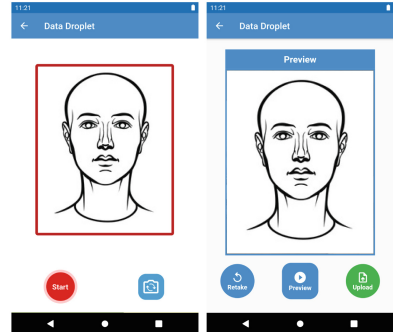 11:21
Data Droplet
Start
11:21
Data Droplet
Preview
Retake
Preview
Upload